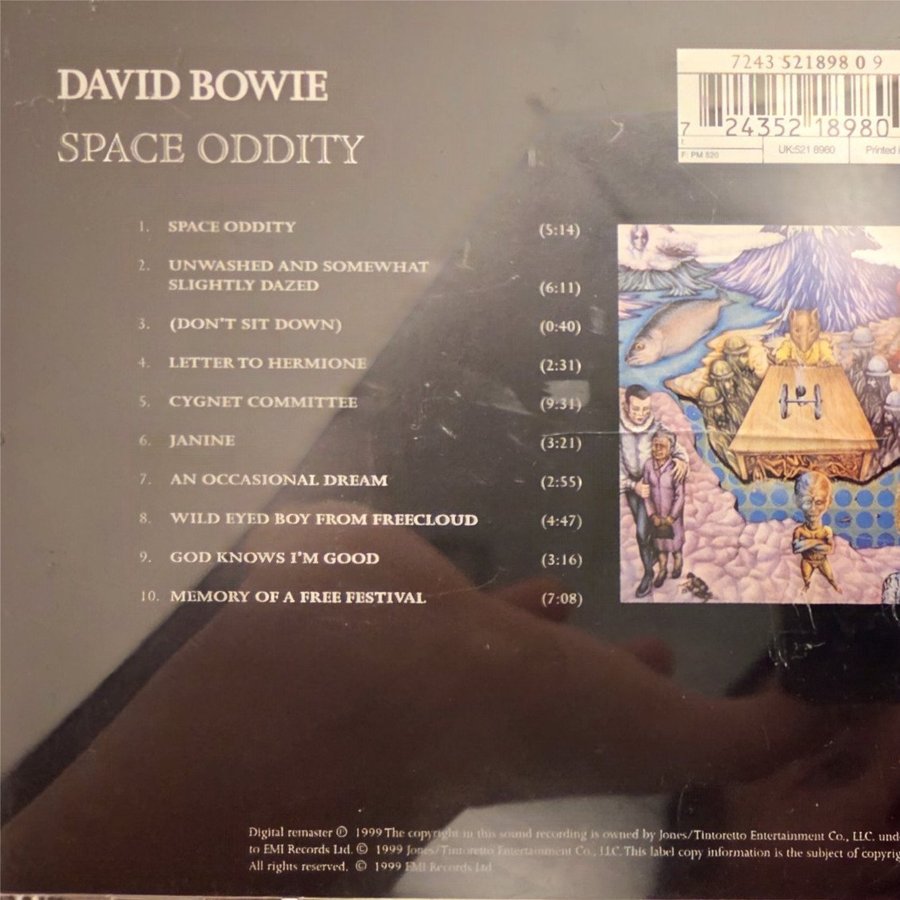 DAVID BOWIE
SPACE ODDITY
7243 521898 0 9
7 24352 18980
F: PM 520
UK:521 8980
Printed
1. SPACE ODDITY (5:14)
2. UNWASHED AND SOMEWHAT
SLIGHTLY DAZED (6:11)
3. (DON'T SIT DOWN) (0:40)
4. LETTER TO HERMIONE (2:31)
5. CYGNET COMMITTEE (9:31)
6. JANINE (3:21)
7. AN OCCASIONAL DREAM (2:55)
8. WILD EYED BOY FROM FREECLOUD (4:47)
9. GOD KNOWS I'M GOOD (3:16)
10. MEMORY OF A FREE FESTIVAL (7:08)
Digital remaster ℗ 1999 The copyright in this sound recording is owned by Jones/Tintoretto Entertainment Co., LLC. und
to EMI Records Ltd. © 1999 Jones/Tintoretto Entertainment Co., LLC. This label copy information is the subject of copyrig
All rights reserved. © 1999 EMI Records Ltd